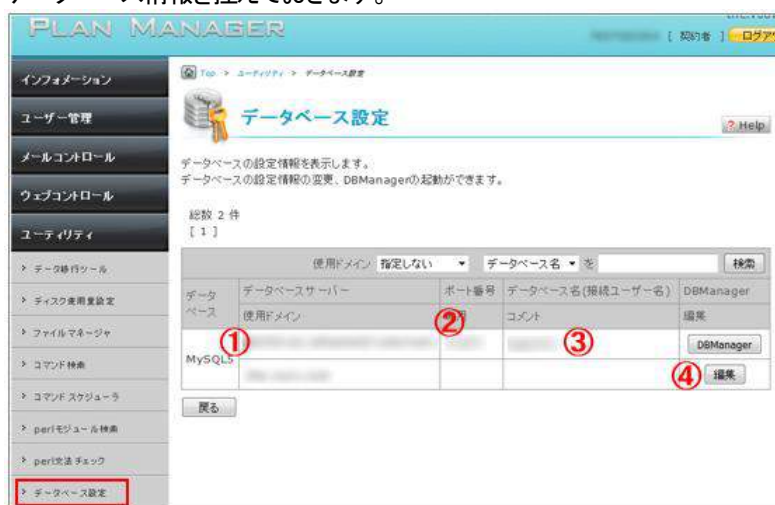 データベース情報を控えておきます。
PLAN MANAGER
[ 契約者 ] ログア
インフォメーション
ユーザー管理
メールコントロール
ウェブコントロール
ユーティリティ
> データ移行ツール
> ディスク使用量設定
> ファイルマネージャ
> コマンド検索
> コマンドスケジューラ
> perlモジュール検索
> perl文法チェック
> データベース設定
Top > ユーティリティ > データベース設定
データベース設定
? Help
データベースの設定情報を表示します。
データベースの設定情報の変更、DBManagerの起動ができます。
総数 2 件
[ 1 ]
使用ドメイン 指定しない データベース名 を 検索
データベース データベースサーバー ポート番号 データベース名(接続ユーザー名) DBManager
使用ドメイン コメント 編集
① ② ③
MySQL5 DBManager
④ 編集
戻る